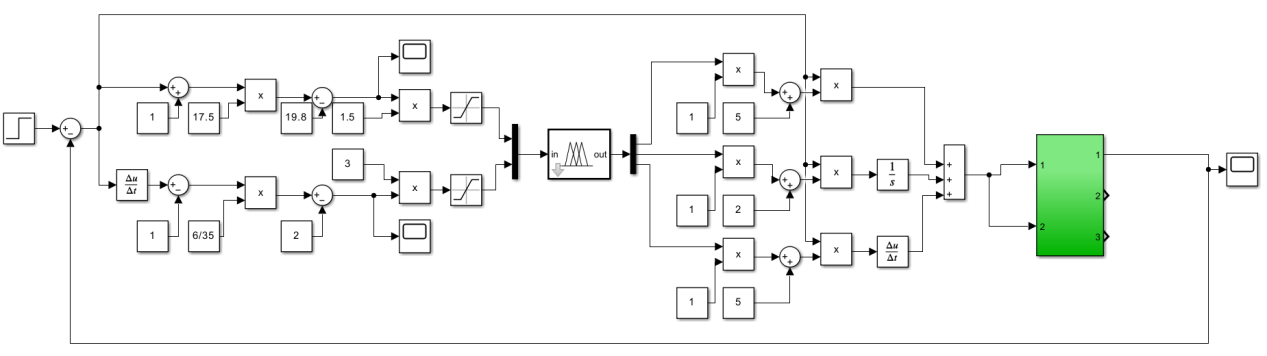 1
17.5
19.8
1.5
x
x
+
+
+
−
+
−
Δu
Δt
+
−
x
+
−
3
x
1
6/35
2
in
out
x
1
5
+
+
x
x
1
2
+
+
x
1
s
x
1
5
+
+
x
Δu
Δt
+
+
+
1
2
1
2
3